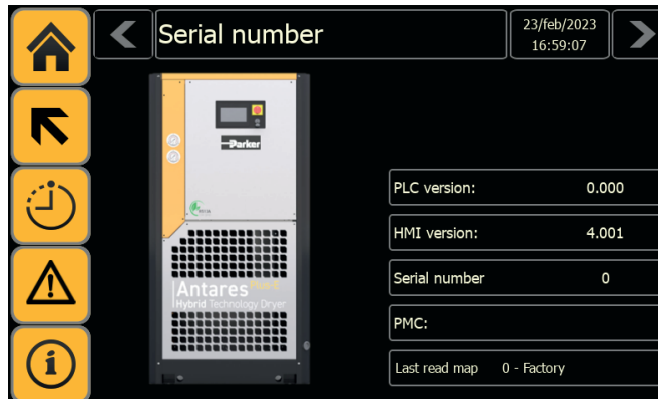 Serial number
23/feb/2023
16:59:07
Parker
PLC version: 0.000
HMI version: 4.001
Serial number 0
Antares Plus-E
Hybrid Technology Dryer
PMC:
Last read map 0 - Factory